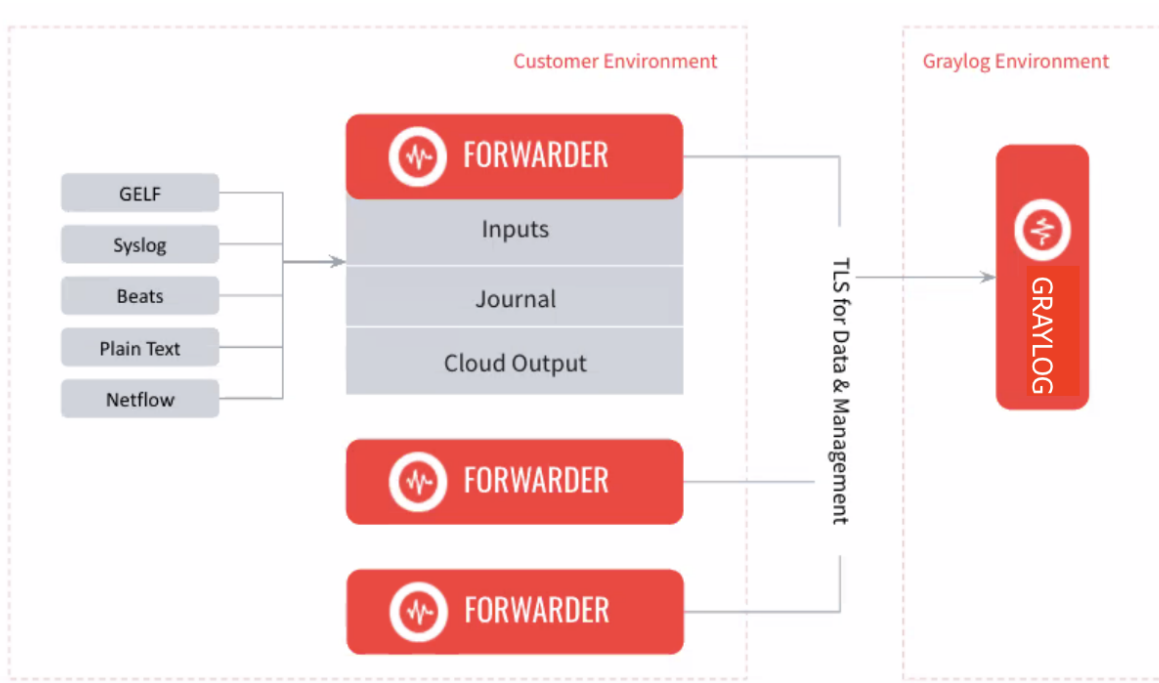 Customer Environment
Graylog Environment
GELF
Syslog
Beats
Plain Text
Netflow
FORWARDER
Inputs
Journal
Cloud Output
FORWARDER
FORWARDER
TLS for Data & Management
GRAYLOG